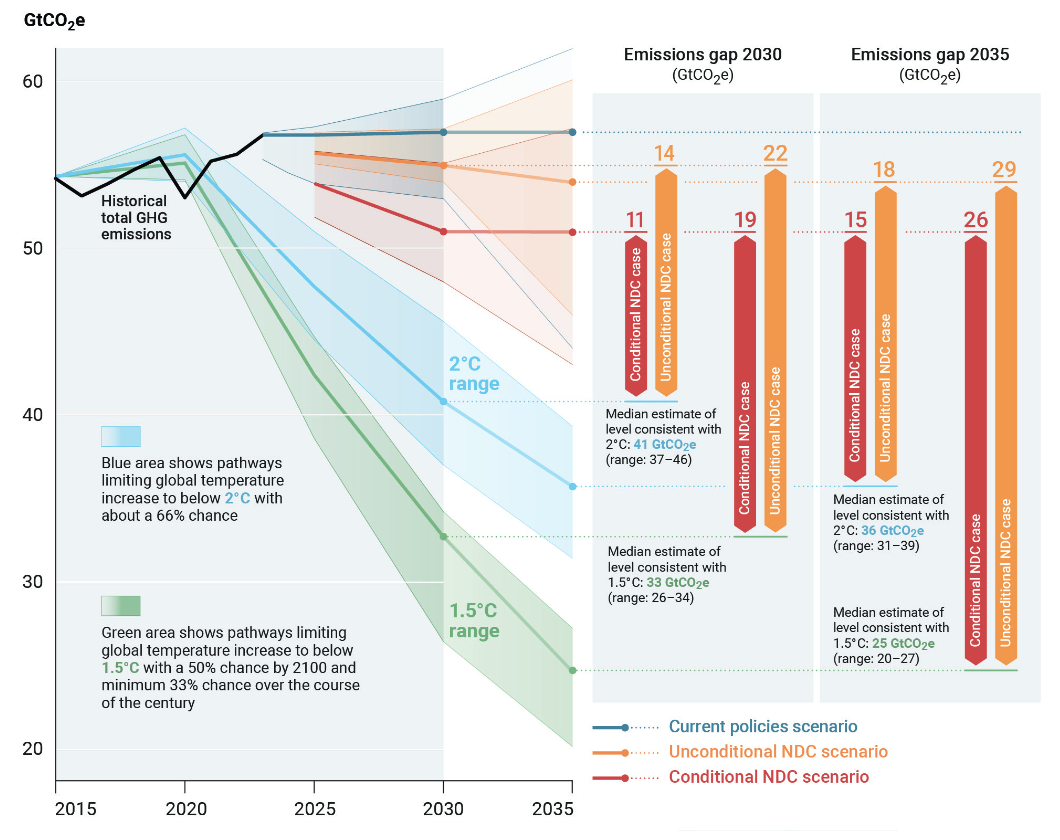 GtCO₂e
60
50
40
30
20
2015
2020
2025
2030
2035
Historical
total GHG
emissions
2°C
range
1.5°C
range
Blue area shows pathways
limiting global temperature
increase to below 2°C with
about a 66% chance
Green area shows pathways limiting
global temperature increase to below
1.5°C with a 50% chance by 2100 and
minimum 33% chance over the course
of the century
Emissions gap 2030
(GtCO₂e)
11
14
19
22
Conditional NDC case
Unconditional NDC case
Conditional NDC case
Unconditional NDC case
Median estimate of
level consistent with
2°C: 41 GtCO₂e
(range: 37–46)
Median estimate of
level consistent with
1.5°C: 33 GtCO₂e
(range: 26–34)
Emissions gap 2035
(GtCO₂e)
15
18
26
29
Conditional NDC case
Unconditional NDC case
Conditional NDC case
Unconditional NDC case
Median estimate of
level consistent with
2°C: 36 GtCO₂e
(range: 31–39)
Median estimate of
level consistent with
1.5°C: 25 GtCO₂e
(range: 20–27)
Current policies scenario
Unconditional NDC scenario
Conditional NDC scenario